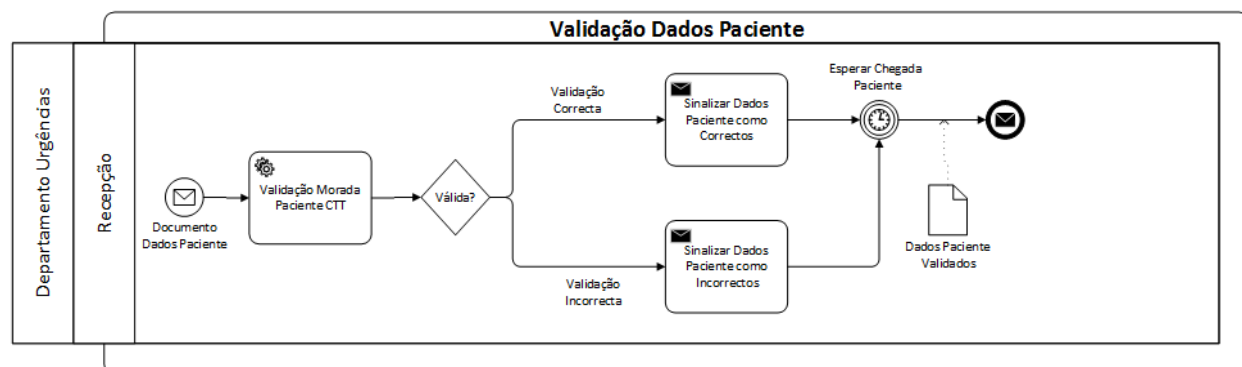 Validação Dados Paciente
Departamento Urgências
Recepção
Documento
Dados Paciente
Validação Morada
Paciente CTT
Válida?
Validação
Correcta
Sinalizar Dados
Paciente como
Correctos
Validação
Incorrecta
Sinalizar Dados
Paciente como
Incorrectos
Esperar Chegada
Paciente
Dados Paciente
Validados